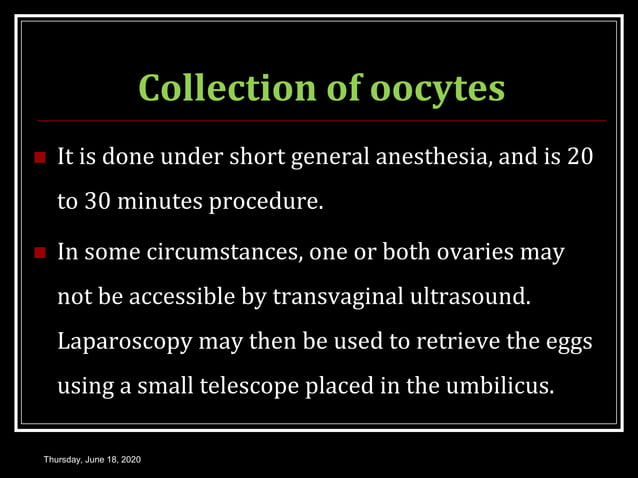 Collection of oocytes
It is done under short general anesthesia, and is 20
to 30 minutes procedure.
In some circumstances, one or both ovaries may
not be accessible by transvaginal ultrasound.
Laparoscopy may then be used to retrieve the eggs
using a small telescope placed in the umbilicus.
Thursday, June 18, 2020